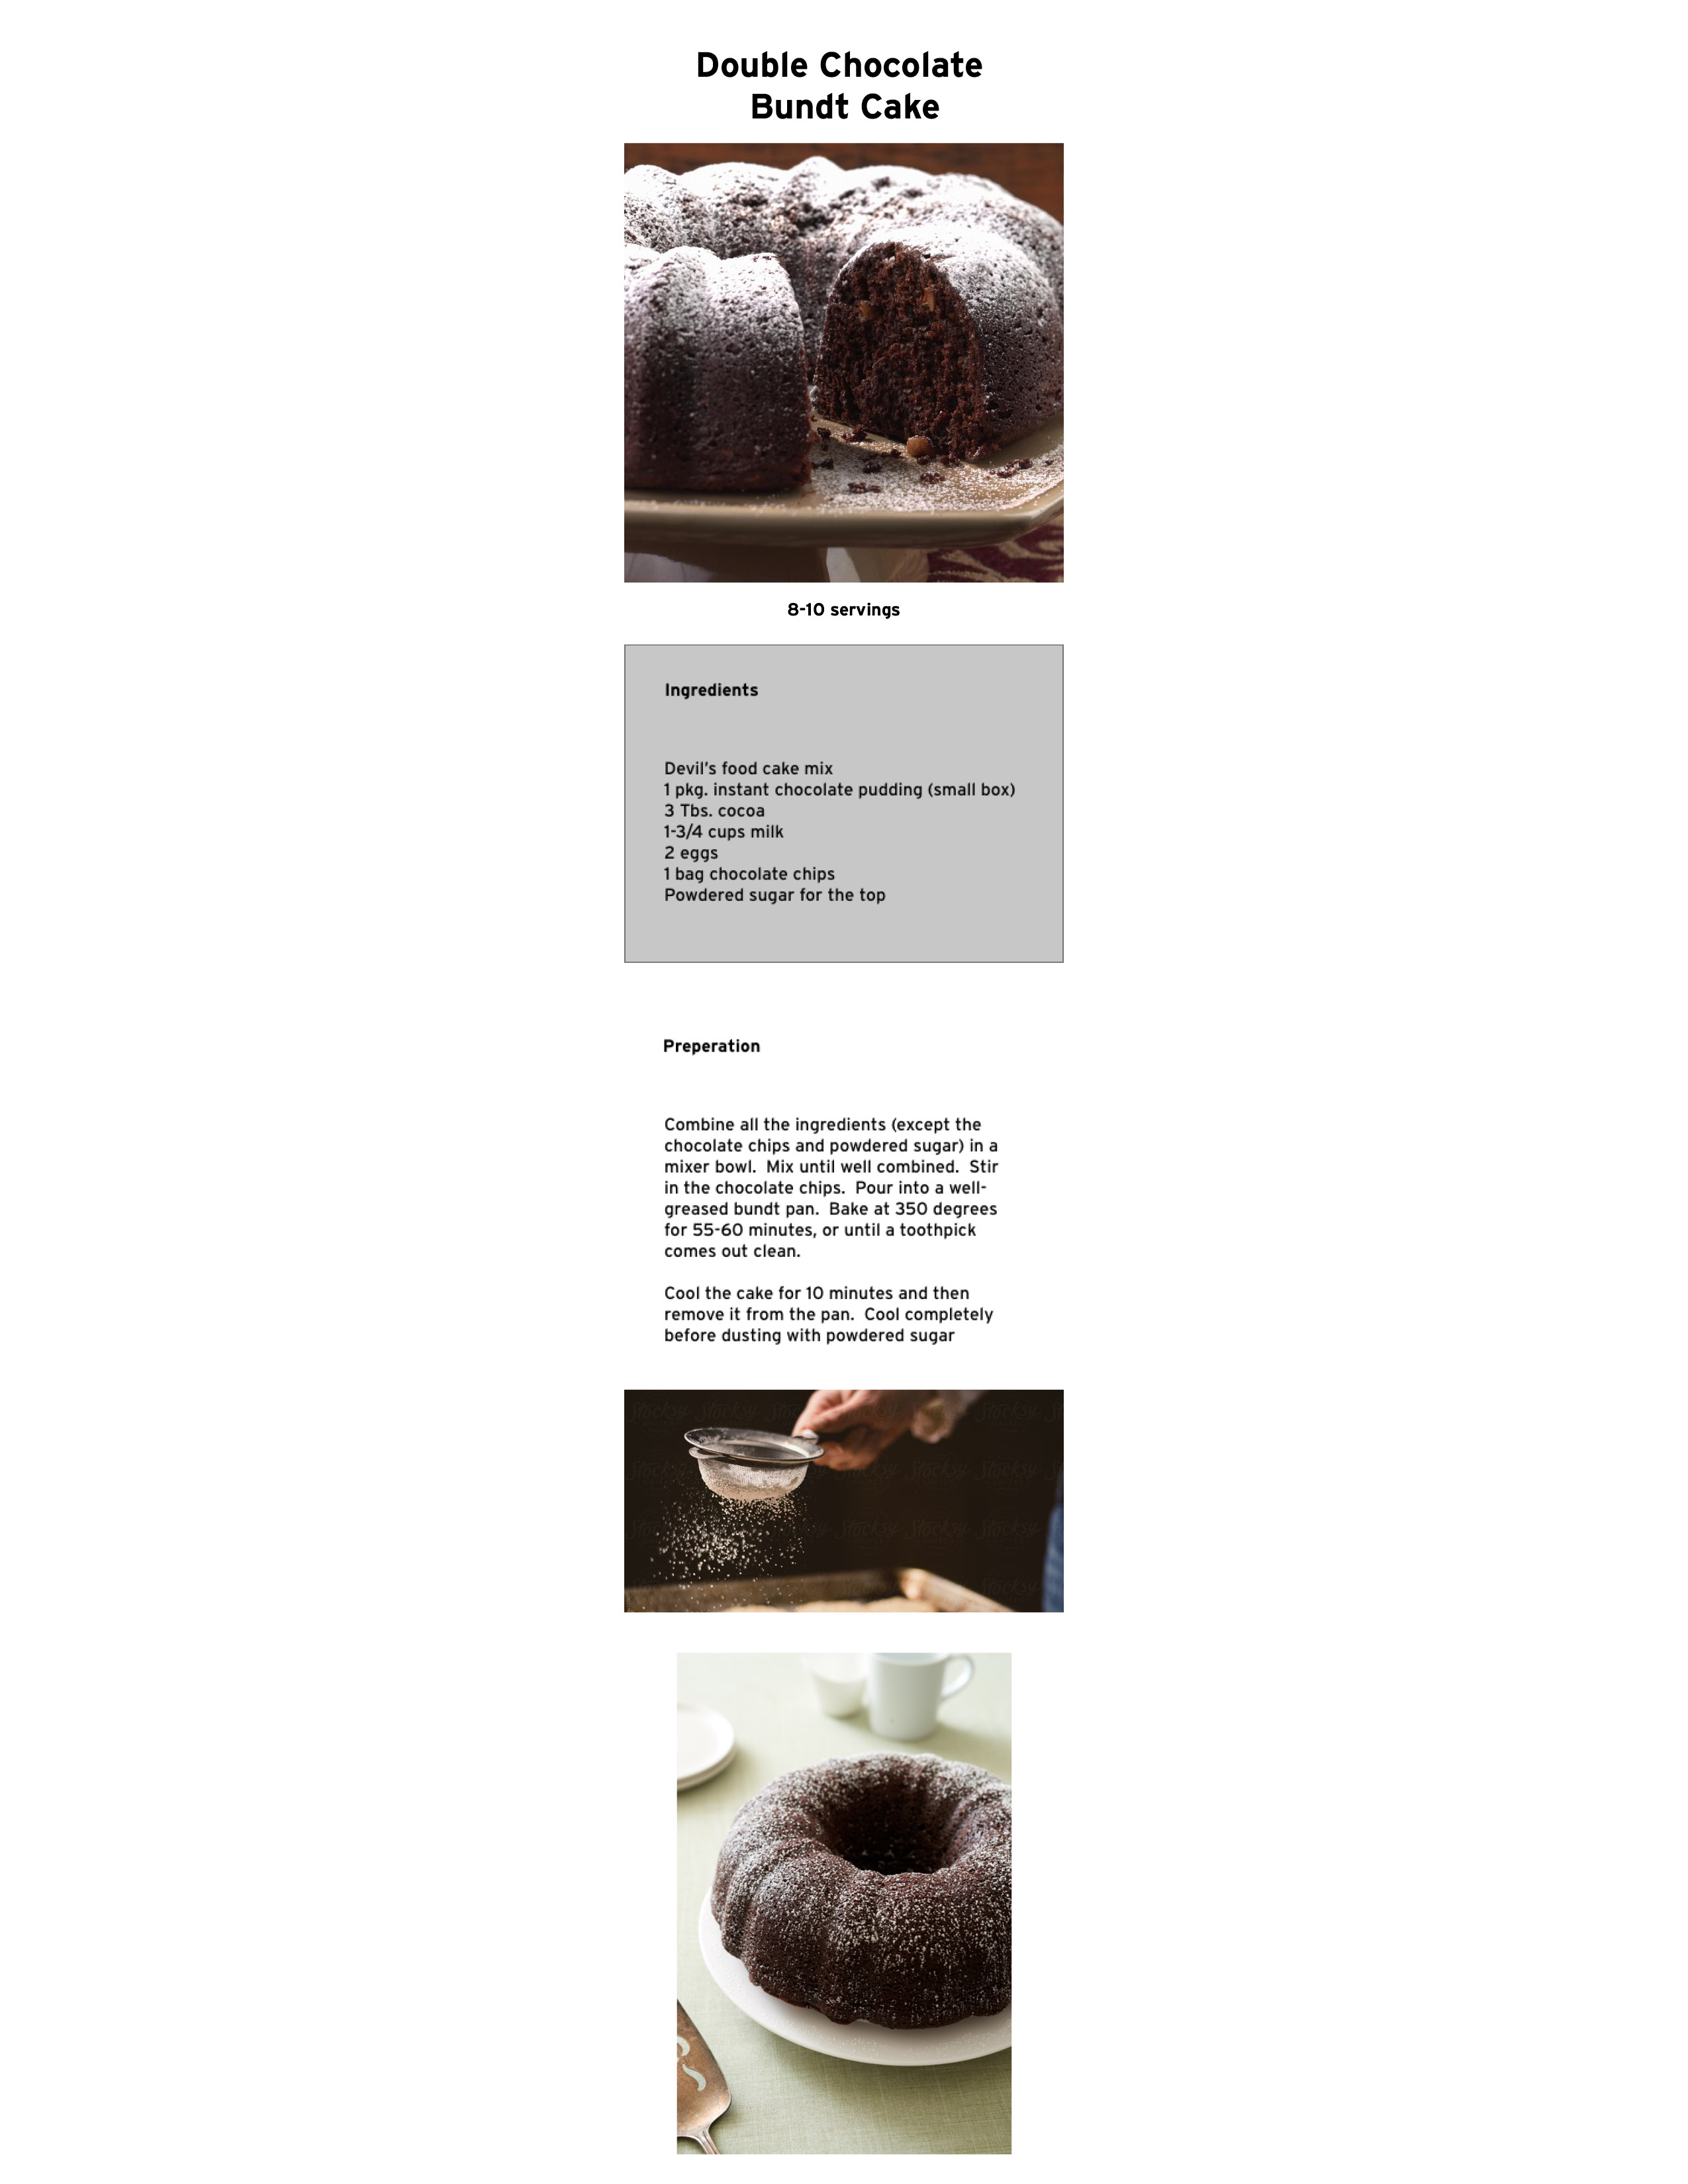 Double Chocolate
Bundt Cake
8-10 servings
Ingredients
Devil's food cake mix
1 pkg. instant chocolate pudding (small box)
3 Tbs. cocoa
1-3/4 cups milk
2 eggs
1 bag chocolate chips
Powdered sugar for the top
Preperation
Combine all the ingredients (except the
chocolate chips and powdered sugar) in a
mixer bowl.  Mix until well combined.  Stir
in the chocolate chips.  Pour into a well-
greased bundt pan.  Bake at 350 degrees
for 55-60 minutes, or until a toothpick
comes out clean.
Cool the cake for 10 minutes and then
remove it from the pan.  Cool completely
before dusting with powdered sugar
Stocksy Stocksy Stocksy
Stocksy Stocksy Stocksy
Stocksy Stocksy Stocksy
Stocksy